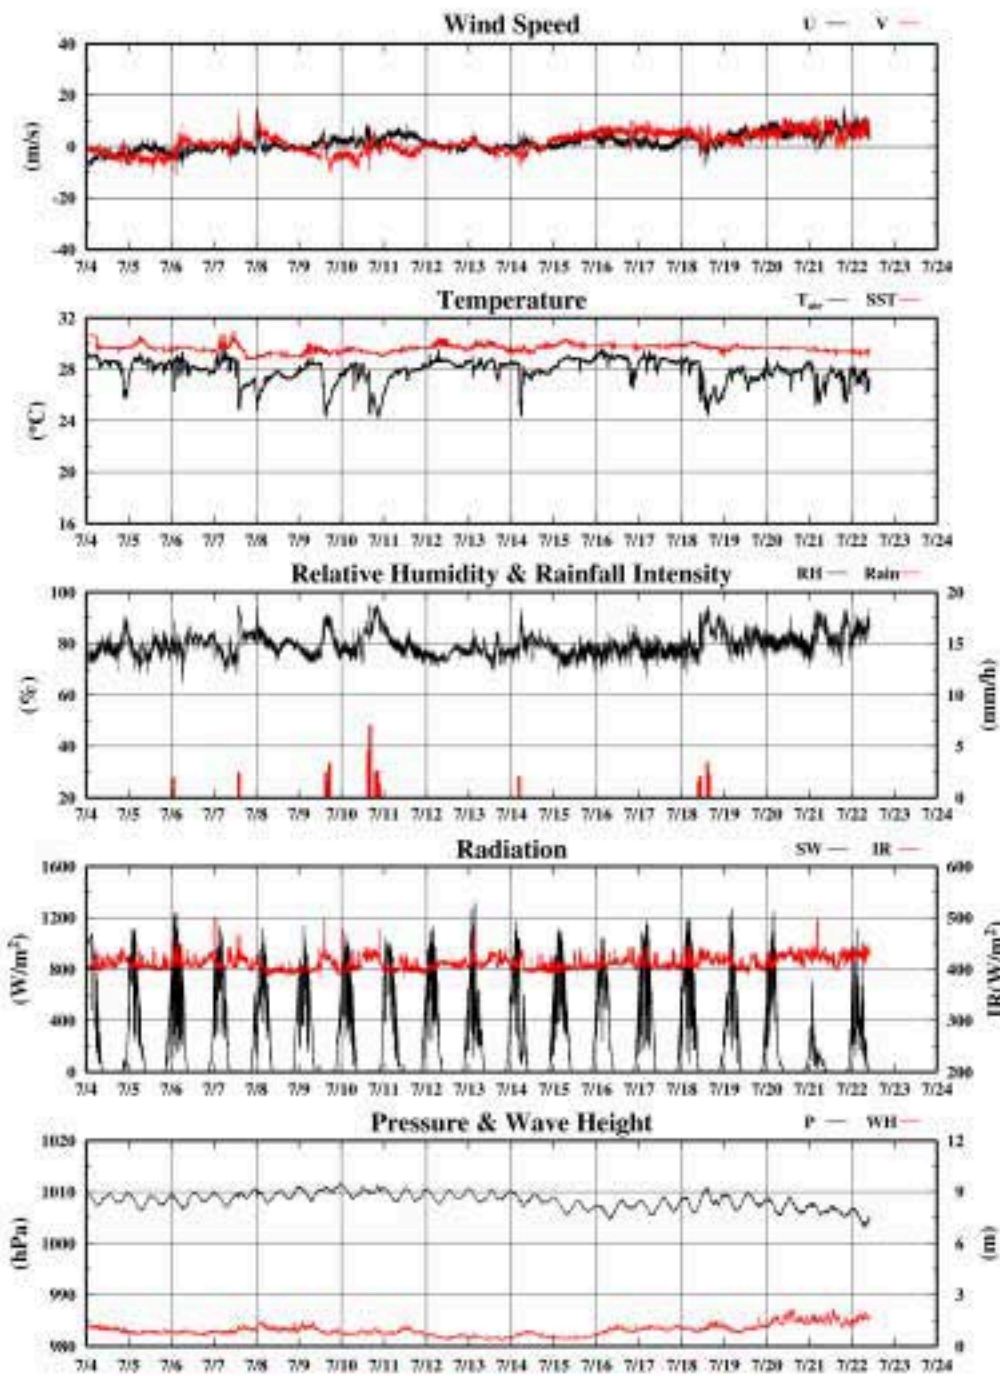 Wind Speed U V
40
20
0
-20
-40
(m/s)
7/4 7/5 7/6 7/7 7/8 7/9 7/10 7/11 7/12 7/13 7/14 7/15 7/16 7/17 7/18 7/19 7/20 7/21 7/22 7/23 7/24
Temperature Tair SST
32
28
24
20
16
(°C)
7/4 7/5 7/6 7/7 7/8 7/9 7/10 7/11 7/12 7/13 7/14 7/15 7/16 7/17 7/18 7/19 7/20 7/21 7/22 7/23 7/24
Relative Humidity & Rainfall Intensity RH Rain
100 20
80 15
60 10
40 5
20 0
(%) (mm/h)
7/4 7/5 7/6 7/7 7/8 7/9 7/10 7/11 7/12 7/13 7/14 7/15 7/16 7/17 7/18 7/19 7/20 7/21 7/22 7/23 7/24
Radiation SW IR
1600 600
1200 500
800 400
400 300
0 200
(W/m²) IR(W/m²)
7/4 7/5 7/6 7/7 7/8 7/9 7/10 7/11 7/12 7/13 7/14 7/15 7/16 7/17 7/18 7/19 7/20 7/21 7/22 7/23 7/24
Pressure & Wave Height P WH
1020 12
1010 9
1000 6
990 3
980 0
(hPa) (m)
7/4 7/5 7/6 7/7 7/8 7/9 7/10 7/11 7/12 7/13 7/14 7/15 7/16 7/17 7/18 7/19 7/20 7/21 7/22 7/23 7/24